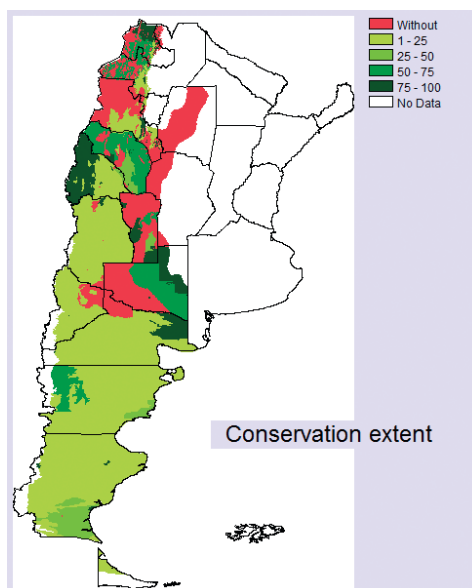 Without
1 - 25
25 - 50
50 - 75
75 - 100
No Data
Conservation extent